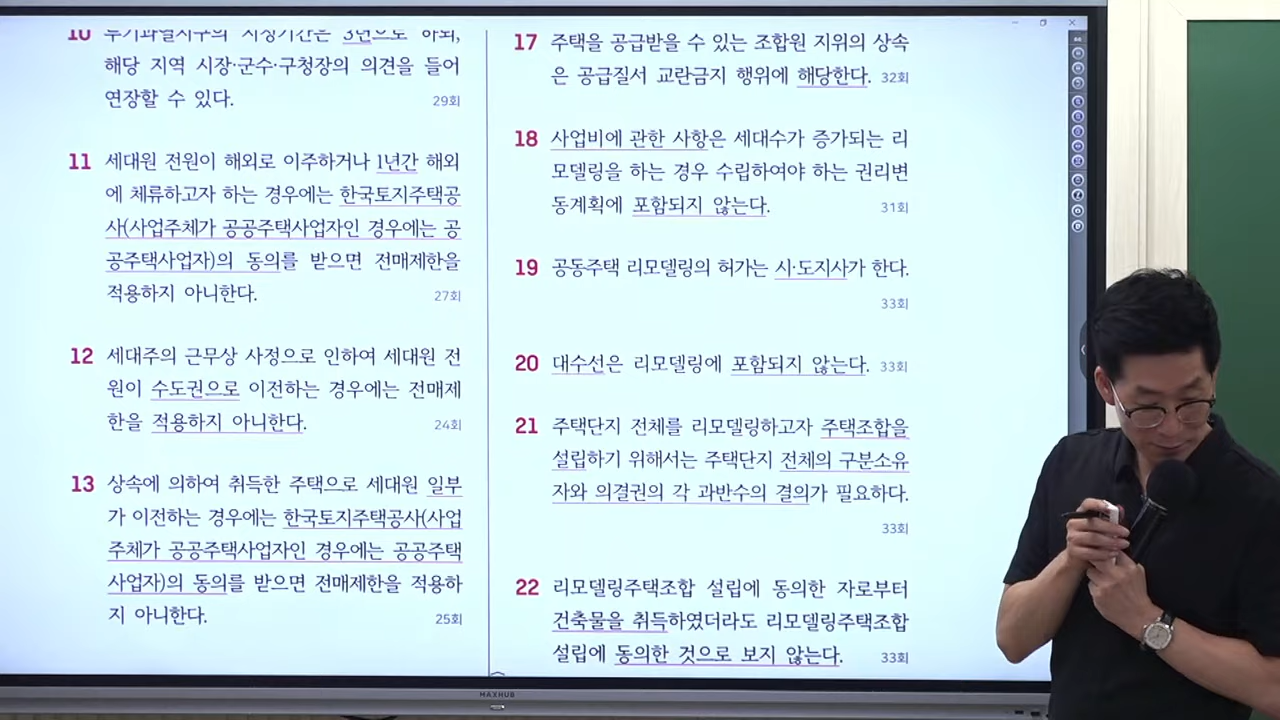 10 투기과열지구의 지정기간은 3년으로 하되,
해당 지역 시장·군수·구청장의 의견을 들어
연장할 수 있다. 29회
11 세대원 전원이 해외로 이주하거나 1년간 해외
에 체류하고자 하는 경우에는 한국토지주택공
사(사업주체가 공공주택사업자인 경우에는 공
공주택사업자)의 동의를 받으면 전매제한을
적용하지 아니한다. 27회
12 세대주의 근무상 사정으로 인하여 세대원 전
원이 수도권으로 이전하는 경우에는 전매제
한을 적용하지 아니한다. 24회
13 상속에 의하여 취득한 주택으로 세대원 일부
가 이전하는 경우에는 한국토지주택공사(사업
주체가 공공주택사업자인 경우에는 공공주택
사업자)의 동의를 받으면 전매제한을 적용하
지 아니한다. 25회
17 주택을 공급받을 수 있는 조합원 지위의 상속
은 공급질서 교란금지 행위에 해당한다. 32회
18 사업비에 관한 사항은 세대수가 증가되는 리
모델링을 하는 경우 수립하여야 하는 권리변
동계획에 포함되지 않는다. 31회
19 공동주택 리모델링의 허가는 시·도지사가 한다.
33회
20 대수선은 리모델링에 포함되지 않는다. 33회
21 주택단지 전체를 리모델링하고자 주택조합을
설립하기 위해서는 주택단지 전체의 구분소유
자와 의결권의 각 과반수의 결의가 필요하다.
33회
22 리모델링주택조합 설립에 동의한 자로부터
건축물을 취득하였더라도 리모델링주택조합
설립에 동의한 것으로 보지 않는다. 33회
MAXHUB